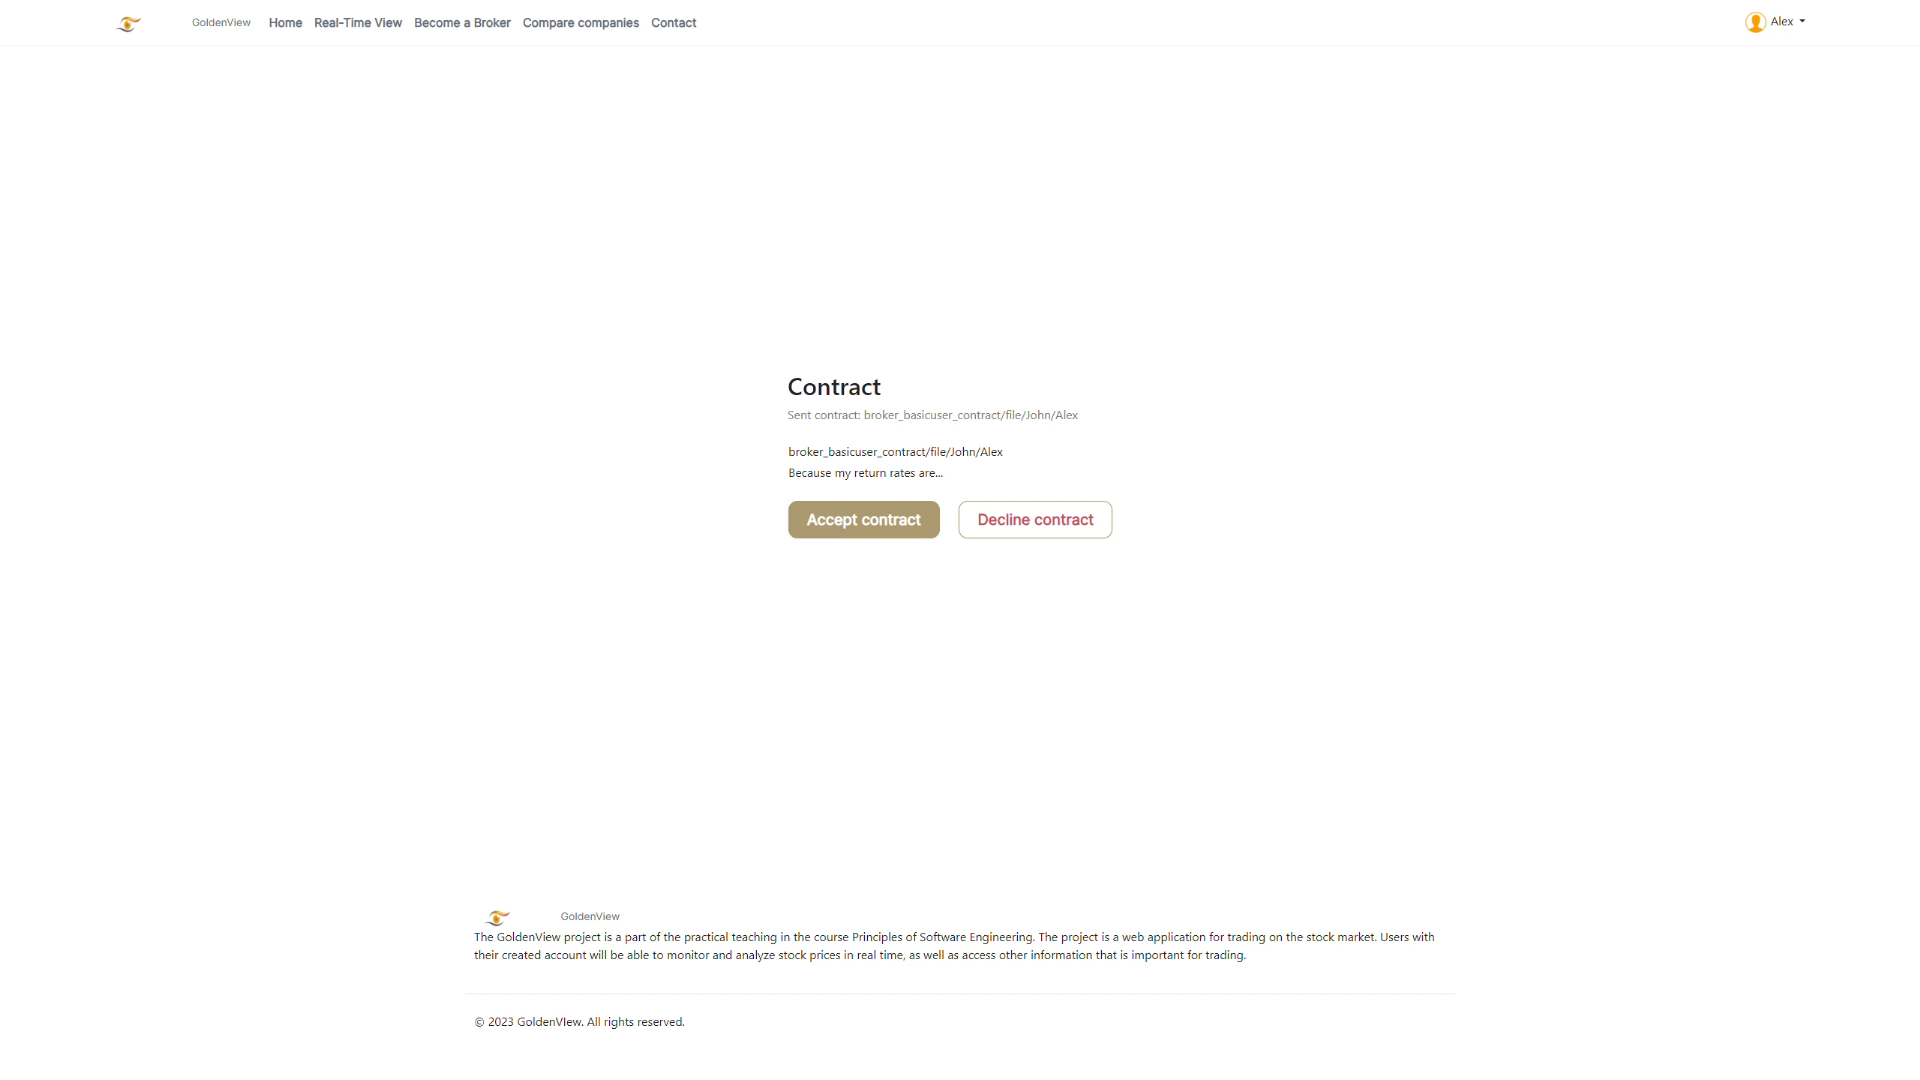 GoldenView Home Real-Time View Become a Broker Compare companies Contact Alex
Contract
Sent contract: broker_basicuser_contract/file/John/Alex
broker_basicuser_contract/file/John/Alex
Because my return rates are...
Accept contract Decline contract
GoldenView
The GoldenView project is a part of the practical teaching in the course Principles of Software Engineering. The project is a web application for trading on the stock market. Users with
their created account will be able to monitor and analyze stock prices in real time, as well as access other information that is important for trading.
© 2023 GoldenVIew. All rights reserved.